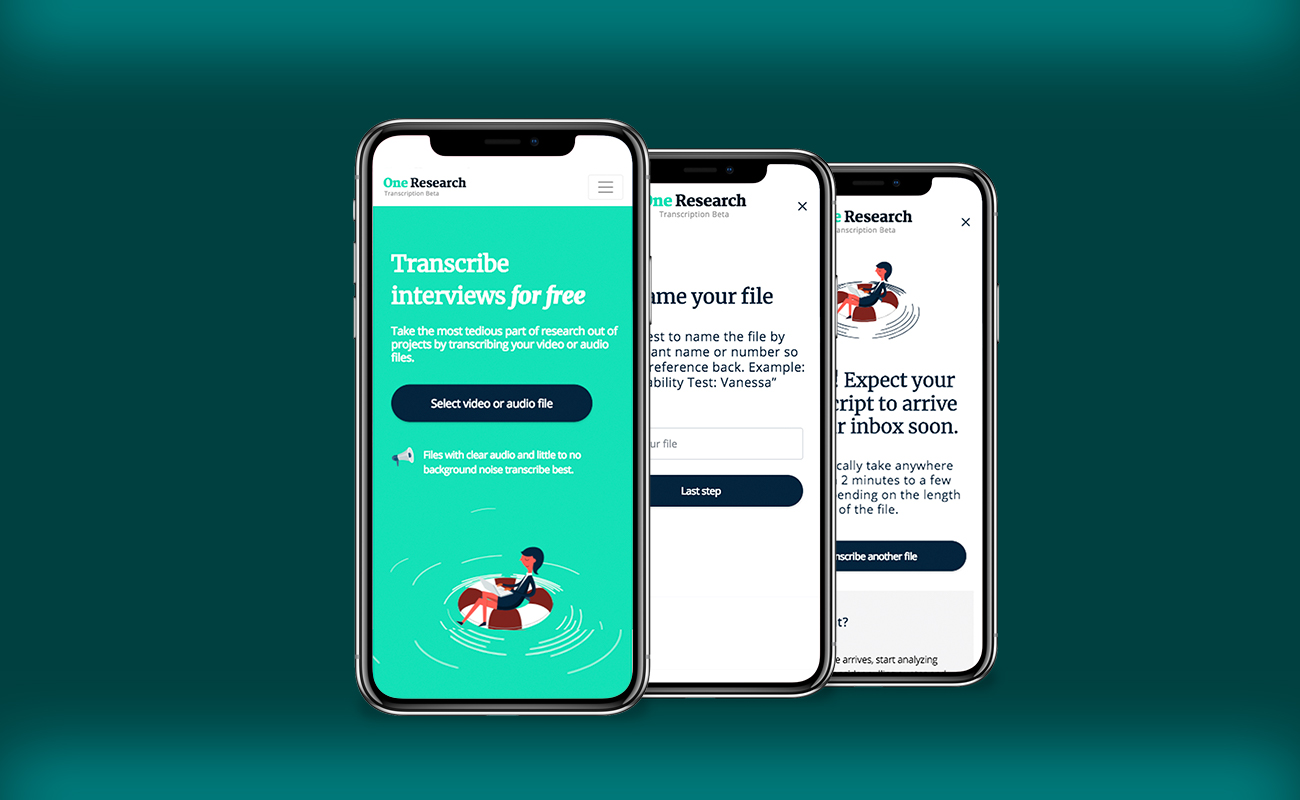 One Research
Transcription Beta
Transcribe
interviews for free
Take the most tedious part of research out of
projects by transcribing your video or audio
files.
Select video or audio file
Files with clear audio and little to no
background noise transcribe best.
ne Research
Transcription Beta
ame your file
est to name the file by
ant name or number so
reference back. Example:
ability Test: Vanessa”
ur file
Last step
e Research
anscription Beta
! Expect your
cript to arrive
r inbox soon.
cally take anywhere
2 minutes to a few
ending on the length
of the file.
nscribe another file
t?
e arrives, start analyzing